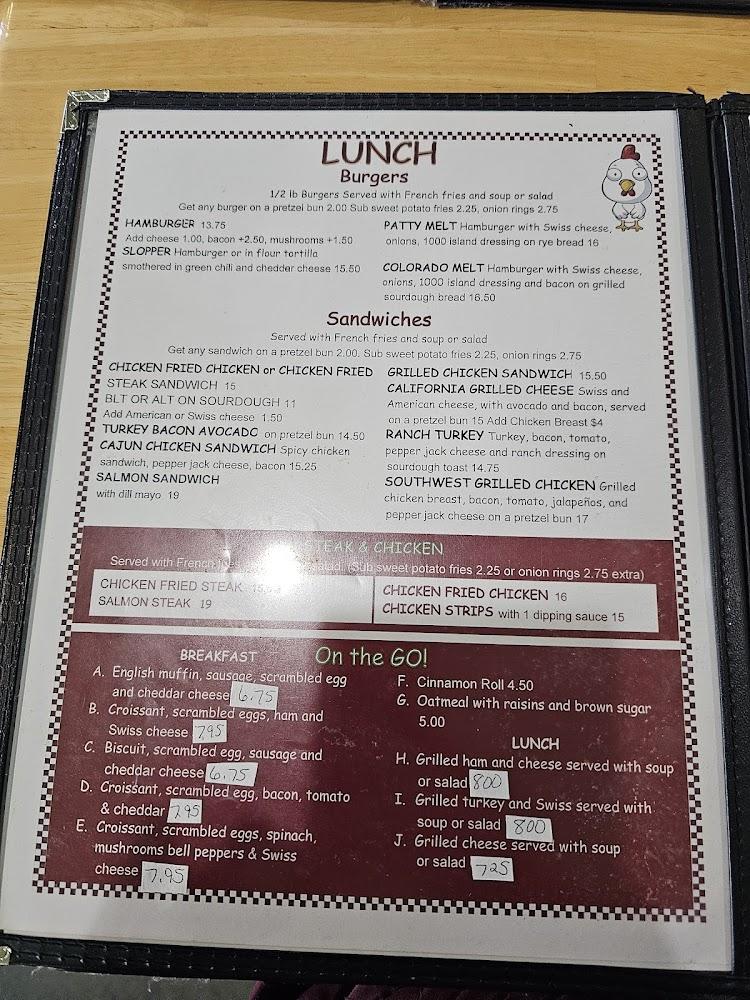 LUNCH
Burgers
1/2 lb Burgers Served with French fries and soup or salad
Get any burger on a pretzel bun 2.00 Sub sweet potato fries 2.25, onion rings 2.75
HAMBURGER 13.75
Add cheese 1.00, bacon +2.50, mushrooms +1.50
SLOPPER Hamburger or in flour tortilla
smothered in green chili and chedder cheese 15.50
PATTY MELT Hamburger with Swiss cheese,
onions, 1000 island dressing on rye bread 16
COLORADO MELT Hamburger with Swiss cheese,
onions, 1000 island dressing and bacon on grilled
sourdough bread 16.50
Sandwiches
Served with French fries and soup or salad
Get any sandwich on a pretzel bun 2.00. Sub sweet potato fries 2.25, onion rings 2.75
CHICKEN FRIED CHICKEN or CHICKEN FRIED
STEAK SANDWICH 15
BLT OR ALT ON SOURDOUGH 11
Add American or Swiss cheese 1.50
TURKEY BACON AVOCADO on pretzel bun 14.50
CAJUN CHICKEN SANDWICH Spicy chicken
sandwich, pepper jack cheese, bacon 15.25
SALMON SANDWICH
with dill mayo 19
GRILLED CHICKEN SANDWICH 15.50
CALIFORNIA GRILLED CHEESE Swiss and
American cheese, with avocado and bacon, served
on a pretzel bun 15 Add Chicken Breast $4
RANCH TURKEY Turkey, bacon, tomato,
pepper jack cheese and ranch dressing on
sourdough toast 14.75
SOUTHWEST GRILLED CHICKEN Grilled
chicken breast, bacon, tomato, jalapeños, and
pepper jack cheese on a pretzel bun 17
STEAK & CHICKEN
Served with French fries salad. (Sub sweet potato fries 2.25 or onion rings 2.75 extra)
CHICKEN FRIED STEAK
SALMON STEAK 19
CHICKEN FRIED CHICKEN 16
CHICKEN STRIPS with 1 dipping sauce 15
On the GO!
BREAKFAST
A. English muffin, sausage, scrambled egg
and cheddar cheese 6.75
B. Croissant, scrambled eggs, ham and
Swiss cheese 7.95
C. Biscuit, scrambled egg, sausage and
cheddar cheese 6.75
D. Croissant, scrambled egg, bacon, tomato
& cheddar 7.95
E. Croissant, scrambled eggs, spinach,
mushrooms bell peppers & Swiss
cheese 7.95
F. Cinnamon Roll 4.50
G. Oatmeal with raisins and brown sugar
5.00
LUNCH
H. Grilled ham and cheese served with soup
or salad 800
I. Grilled turkey and Swiss served with
soup or salad 800
J. Grilled cheese served with soup
or salad 725